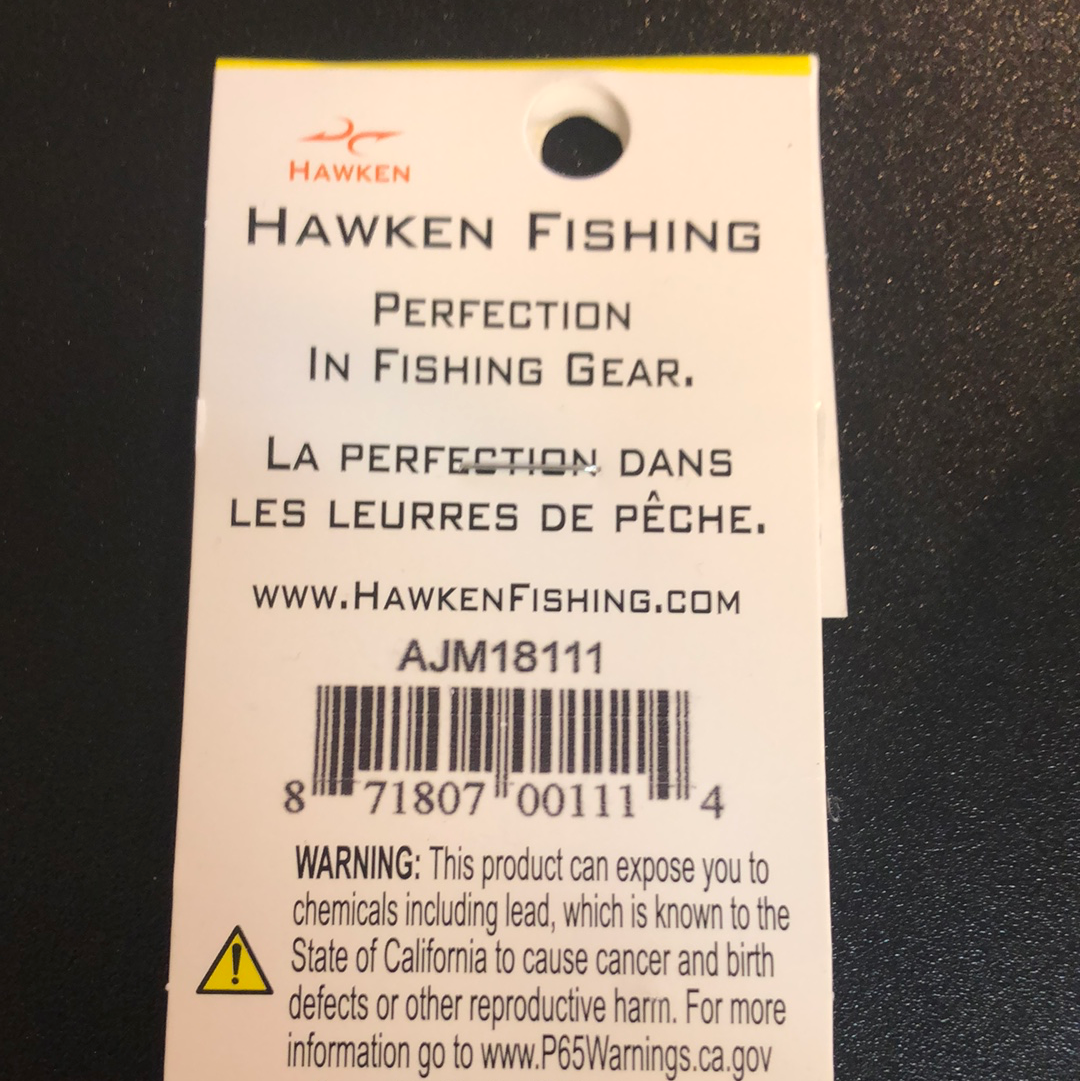 HAWKEN
HAWKEN FISHING
PERFECTION
IN FISHING GEAR.
LA PERFECTION DANS
LES LEURRES DE PÊCHE.
WWW.HAWKENFISHING.COM
AJM18111
8 71807 00111 4
WARNING: This product can expose you to
chemicals including lead, which is known to the
State of California to cause cancer and birth
defects or other reproductive harm. For more
information go to www.P65Warnings.ca.gov